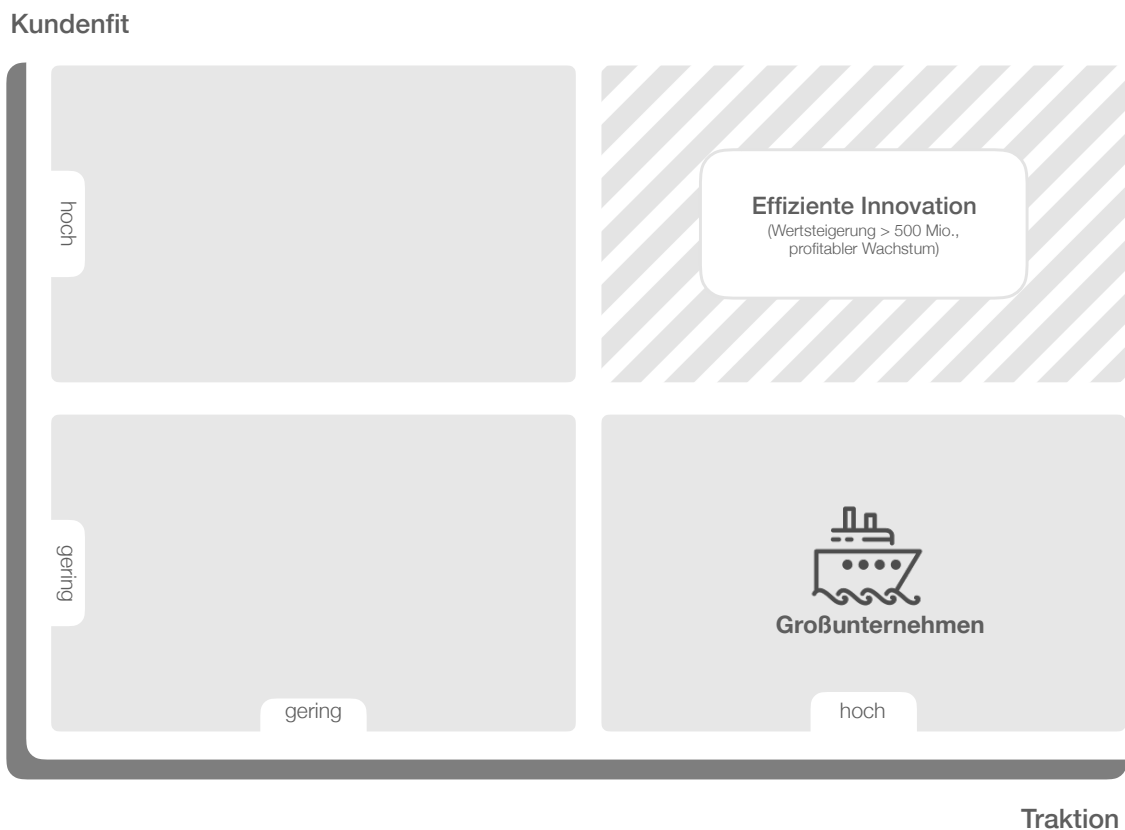 Kundenfit
hoch
Effiziente Innovation
(Wertsteigerung > 500 Mio.,
profitabler Wachstum)
gering
Großunternehmen
gering
hoch
Traktion